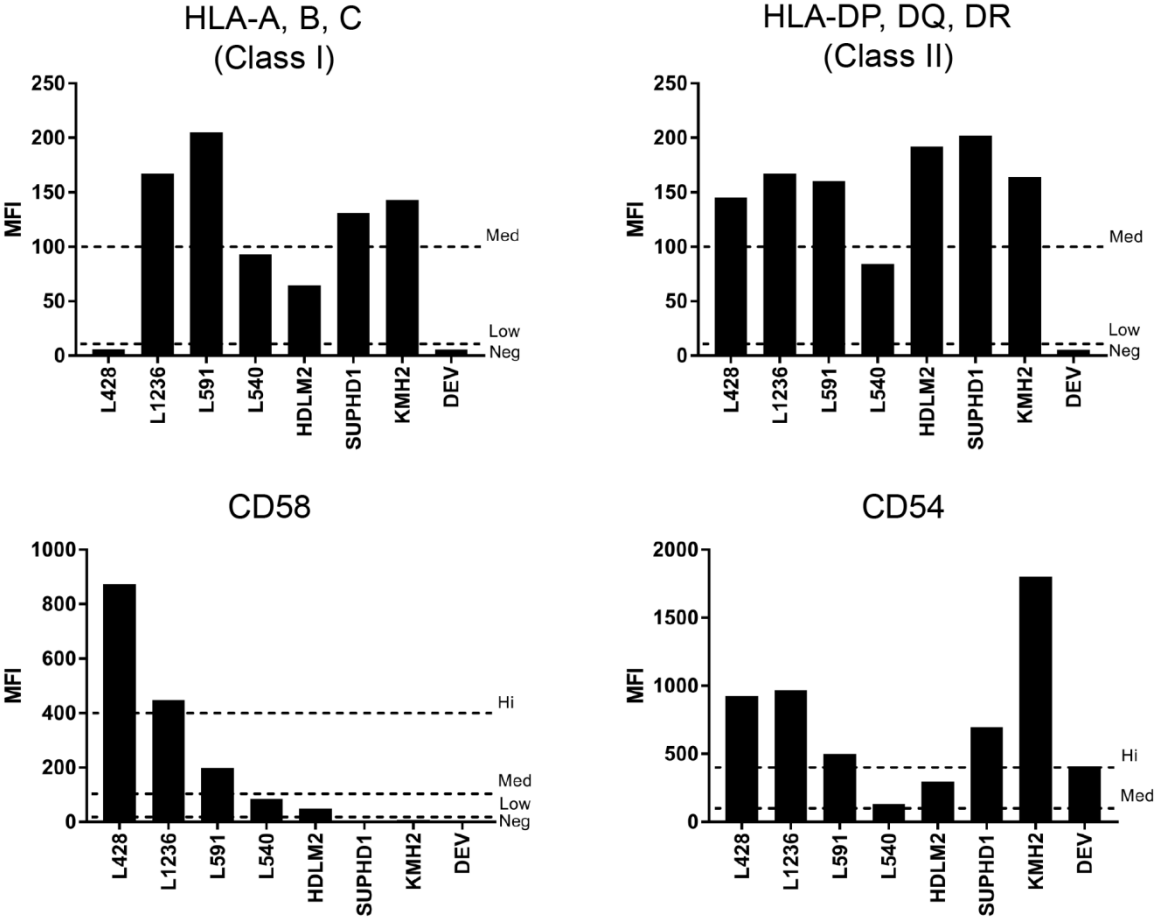 HLA-A, B, C
(Class I)
250
200
150
100
50
0
MFI
Med
Low
Neg
L428
L1236
L591
L540
HDLM2
SUPHD1
KMH2
DEV
HLA-DP, DQ, DR
(Class II)
250
200
150
100
50
0
MFI
Med
Low
Neg
L428
L1236
L591
L540
HDLM2
SUPHD1
KMH2
DEV
CD58
1000
800
600
400
200
0
MFI
Hi
Med
Low
Neg
L428
L1236
L591
L540
HDLM2
SUPHD1
KMH2
DEV
CD54
2000
1500
1000
500
0
MFI
Hi
Med
L428
L1236
L591
L540
HDLM2
SUPHD1
KMH2
DEV